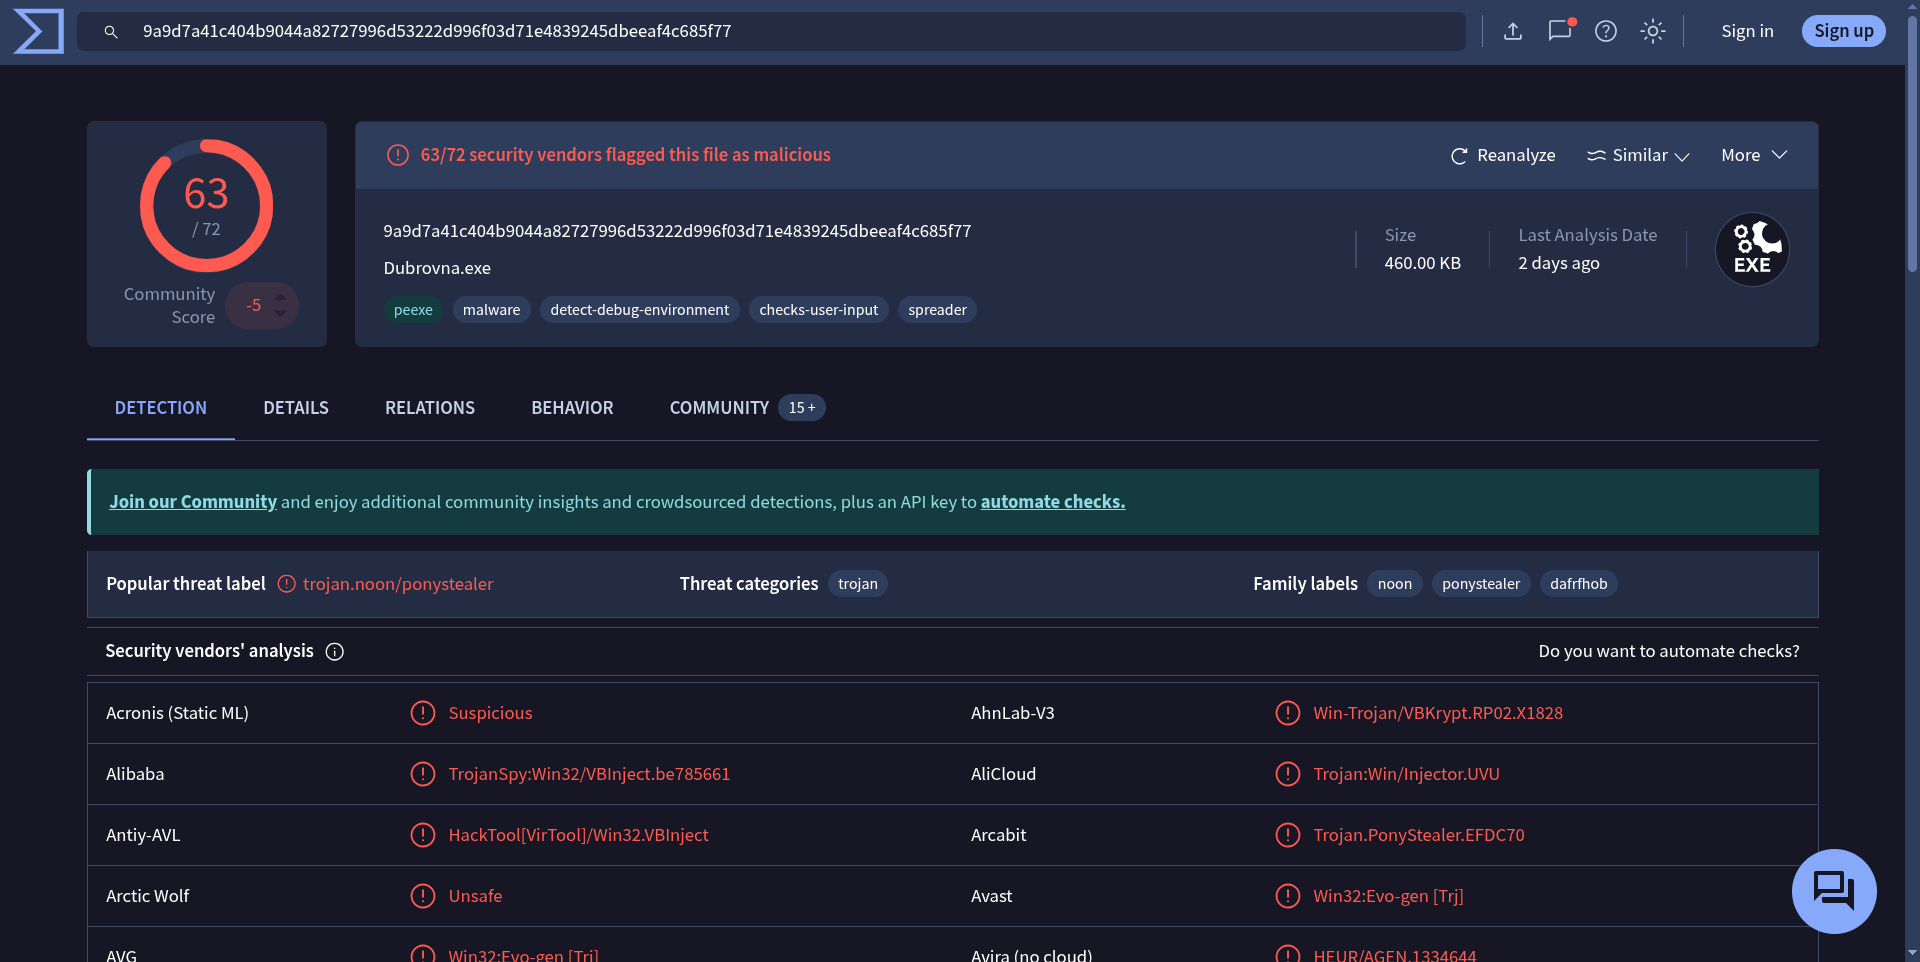 9a9d7a41c404b9044a82727996d53222d996f03d71e4839245dbeeaf4c685f77
Sign in
Sign up
63
/ 72
Community
Score
-5
63/72 security vendors flagged this file as malicious
Reanalyze
Similar
More
9a9d7a41c404b9044a82727996d53222d996f03d71e4839245dbeeaf4c685f77
Dubrovna.exe
peexe
malware
detect-debug-environment
checks-user-input
spreader
Size
460.00 KB
Last Analysis Date
2 days ago
EXE
DETECTION
DETAILS
RELATIONS
BEHAVIOR
COMMUNITY
15 +
Join our Community and enjoy additional community insights and crowdsourced detections, plus an API key to automate checks.
Popular threat label
trojan.noon/ponystealer
Threat categories
trojan
Family labels
noon
ponystealer
dafrfhob
Security vendors' analysis
Do you want to automate checks?
Acronis (Static ML)
Suspicious
AhnLab-V3
Win-Trojan/VBKrypt.RP02.X1828
Alibaba
TrojanSpy:Win32/VBInject.be785661
AliCloud
Trojan:Win/Injector.UVU
Antiy-AVL
HackTool[VirTool]/Win32.VBInject
Arcabit
Trojan.PonyStealer.EFDC70
Arctic Wolf
Unsafe
Avast
Win32:Evo-gen [Trj]
AVG
Win32:Evo-gen [Trj]
Avira (no cloud)
HEUR/AGEN.1334644